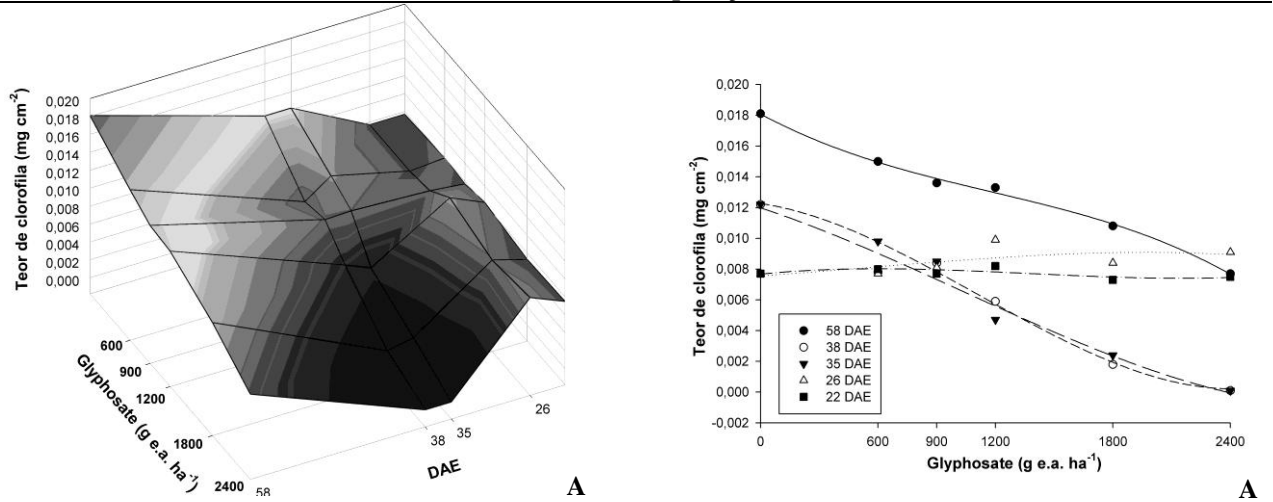 Teor de clorofila (mg cm⁻²)
0,020
0,018
0,016
0,014
0,012
0,010
0,008
0,006
0,004
0,002
0,000
600
900
1200
1800
2400
Glyphosate (g e.a. ha⁻¹)
58
38
35
26
DAE
A
Teor de clorofila (mg cm⁻²)
0,020
0,018
0,016
0,014
0,012
0,010
0,008
0,006
0,004
0,002
0,000
-0,002
58 DAE
38 DAE
35 DAE
26 DAE
22 DAE
0 600 900 1200 1800 2400
Glyphosate (g e.a. ha⁻¹)
A